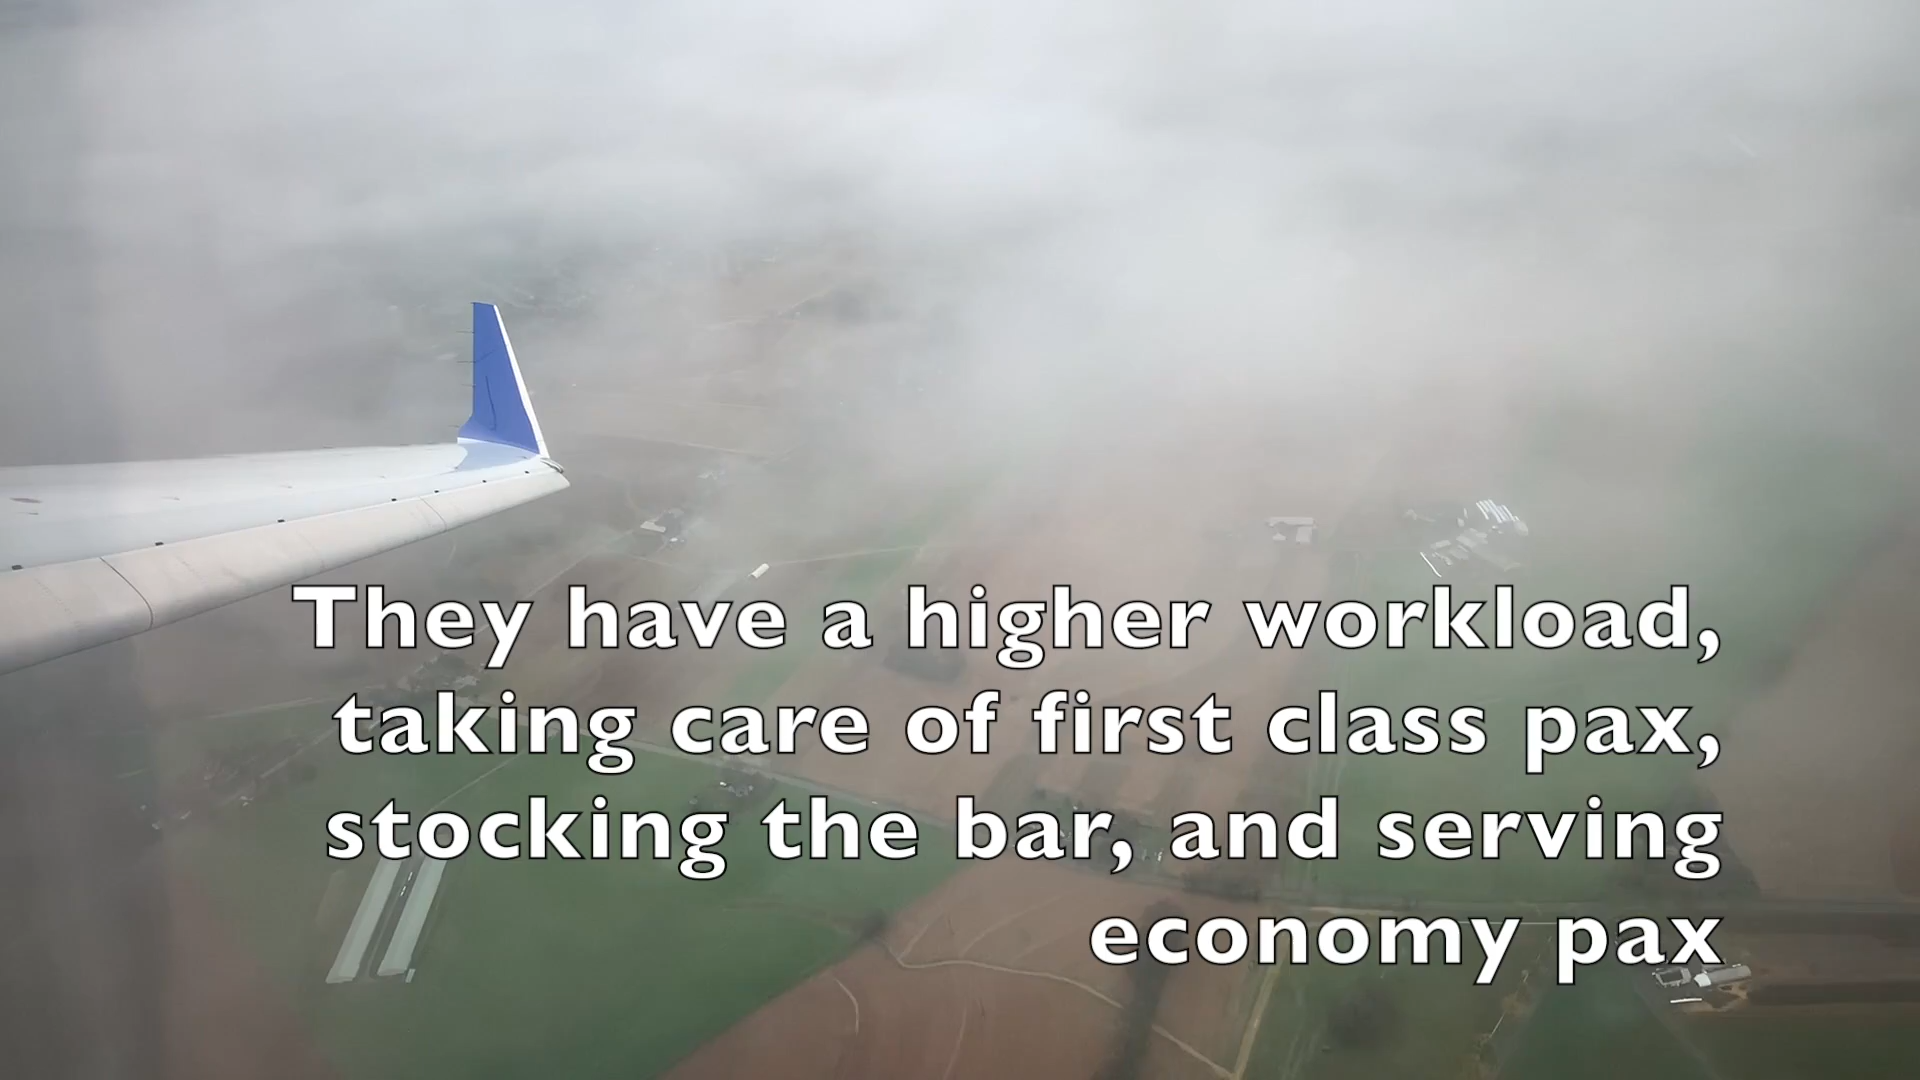 They have a higher workload,
taking care of first class pax,
stocking the bar, and serving
economy pax